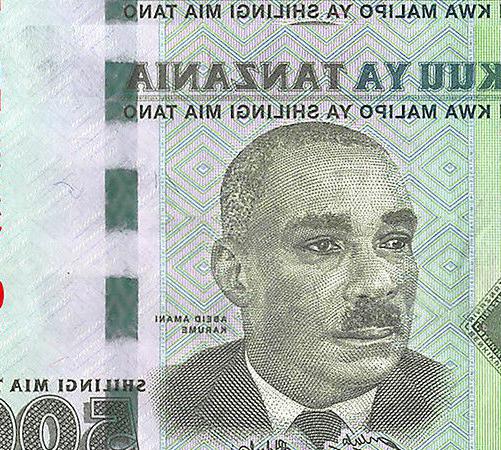 I KWA MALIPO YA SHILINGI MIA TANO
KUU YA TANZANIA
I KWA MALIPO YA SHILINGI MIA TANO
ABEID AMANI
KARUME
SHILINGI MIA
500